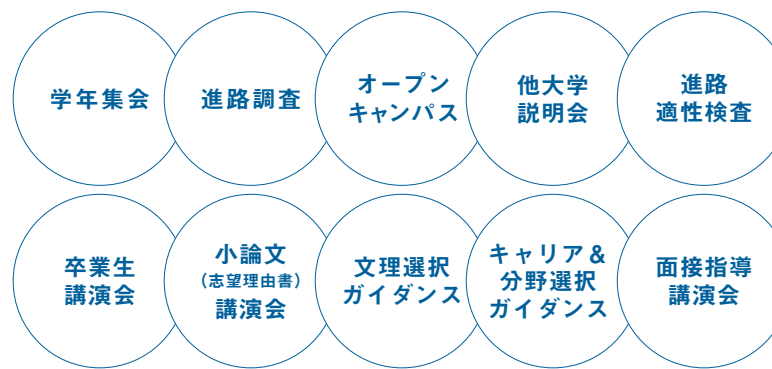 学年集会
進路調査
オープン
キャンパス
他大学
説明会
進路
適性検査
卒業生
講演会
小論文
(志望理由書)
講演会
文理選択
ガイダンス
キャリア&
分野選択
ガイダンス
面接指導
講演会